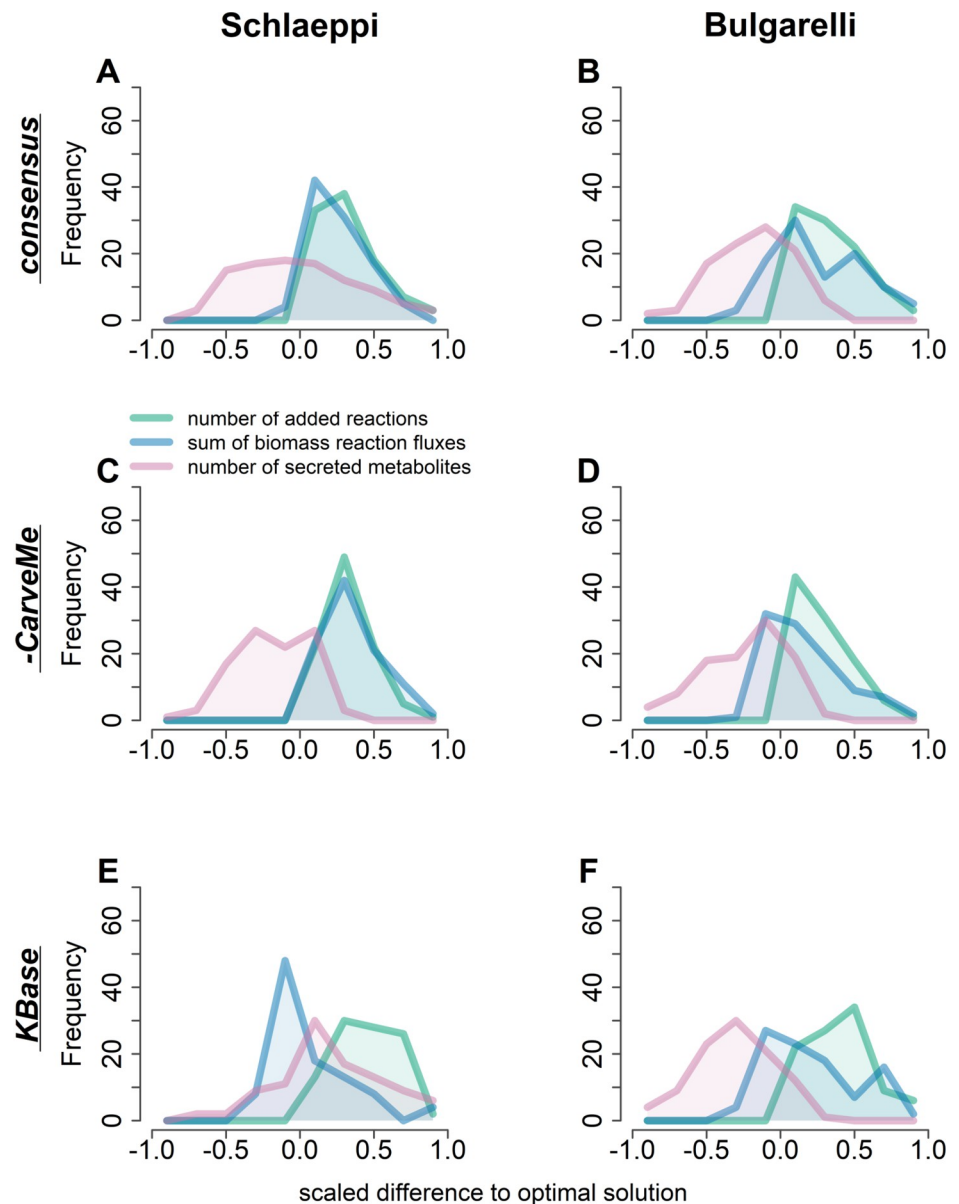 Schlaeppi
Bulgarelli
A
B
consensus
Frequency
0 20 40 60
-1.0 -0.5 0.0 0.5 1.0
0 20 40 60
-1.0 -0.5 0.0 0.5 1.0
number of added reactions
sum of biomass reaction fluxes
number of secreted metabolites
C
D
-CarveMe
Frequency
0 20 40 60
-1.0 -0.5 0.0 0.5 1.0
0 20 40 60
-1.0 -0.5 0.0 0.5 1.0
E
F
KBase
Frequency
0 20 40 60
-1.0 -0.5 0.0 0.5 1.0
0 20 40 60
-1.0 -0.5 0.0 0.5 1.0
scaled difference to optimal solution